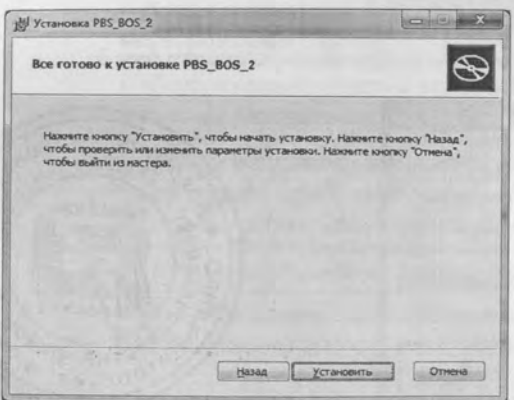 Установка PBS_BOS_2
Все готово к установке PBS_BOS_2
Нажмите кнопку "Установить", чтобы начать установку. Нажмите кнопку "Назад",
чтобы проверить или изменить параметры установки. Нажмите кнопку "Отмена",
чтобы выйти из мастера.
Назад
Установить
Отмена